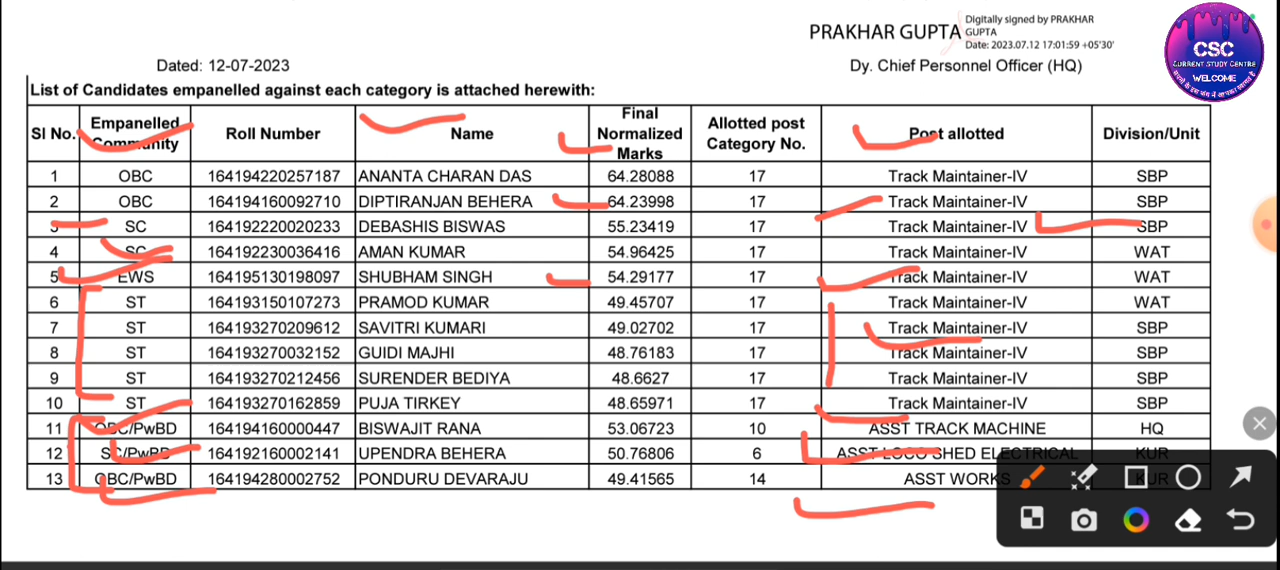 PRAKHAR GUPTA
Digitally signed by PRAKHAR
GUPTA
Date: 2023.07.12 17:01:59 +05'30'
CSC
CURRENT STUDY CENTRE
WELCOME
Dated: 12-07-2023
Dy. Chief Personnel Officer (HQ)
List of Candidates empanelled against each category is attached herewith:
Sl No. Empanelled Community Roll Number Name Final Normalized Marks Allotted post Category No. Post allotted Division/Unit
1 OBC 164194220257187 ANANTA CHARAN DAS 64.28088 17 Track Maintainer-IV SBP
2 OBC 164194160092710 DIPTIRANJAN BEHERA 64.23998 17 Track Maintainer-IV SBP
3 SC 164192220020233 DEBASHIS BISWAS 55.23419 17 Track Maintainer-IV SBP
4 SC 164192230036416 AMAN KUMAR 54.96425 17 Track Maintainer-IV WAT
5 EWS 164195130198097 SHUBHAM SINGH 54.29177 17 Track Maintainer-IV WAT
6 ST 164193150107273 PRAMOD KUMAR 49.45707 17 Track Maintainer-IV WAT
7 ST 164193270209612 SAVITRI KUMARI 49.02702 17 Track Maintainer-IV SBP
8 ST 164193270032152 GUIDI MAJHI 48.76183 17 Track Maintainer-IV SBP
9 ST 164193270212456 SURENDER BEDIYA 48.6627 17 Track Maintainer-IV SBP
10 ST 164193270162859 PUJA TIRKEY 48.65971 17 Track Maintainer-IV SBP
11 OBC/PwBD 164194160000447 BISWAJIT RANA 53.06723 10 ASST TRACK MACHINE HQ
12 SC/PwBD 164192160002141 UPENDRA BEHERA 50.76806 6 ASST LOCO SHED ELECTRICAL KUR
13 OBC/PwBD 164194280002752 PONDURU DEVARAJU 49.41565 14 ASST WORKS KUR